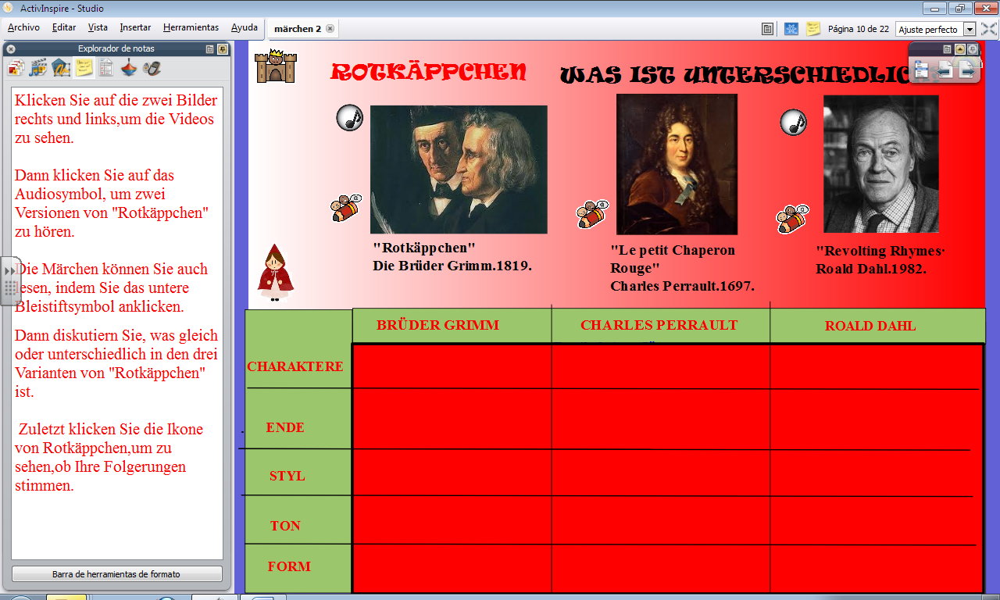 ActivInspire - Studio
Archivo Editar Vista Insertar Herramientas Ayuda
märchen 2
Página 10 de 22
Ajuste perfecto
Explorador de notas
Klicken Sie auf die zwei Bilder
rechts und links,um die Videos
zu sehen.
Dann klicken Sie auf das
Audiosymbol, um zwei
Versionen von "Rotkäppchen"
zu hören.
Die Märchen können Sie auch
lesen, indem Sie das untere
Bleistiftsymbol anklicken.
Dann diskutiern Sie, was gleich
oder unterschiedlich in den drei
Varianten von "Rotkäppchen"
ist.
Zuletzt klicken Sie die Ikone
von Rotkäppchen,um zu
sehen,ob Ihre Folgerungen
stimmen.
Barra de herramientas de formato
ROTKÄPPCHEN
WAS IST UNTERSCHIEDLIC
"Rotkäppchen"
Die Brüder Grimm.1819.
"Le petit Chaperon
Rouge"
Charles Perrault.1697.
"Revolting Rhymes·
Roald Dahl.1982.
BRÜDER GRIMM
CHARLES PERRAULT
ROALD DAHL
CHARAKTERE
ENDE
STYL
TON
FORM